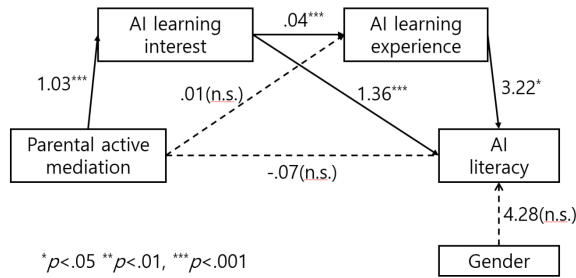 AI learning
interest
.04***
AI learning
experience
1.03***
.01(n.s.)
1.36***
3.22*
Parental active
mediation
-.07(n.s.)
AI
literacy
4.28(n.s.)
*p<.05 **p<.01, ***p<.001
Gender